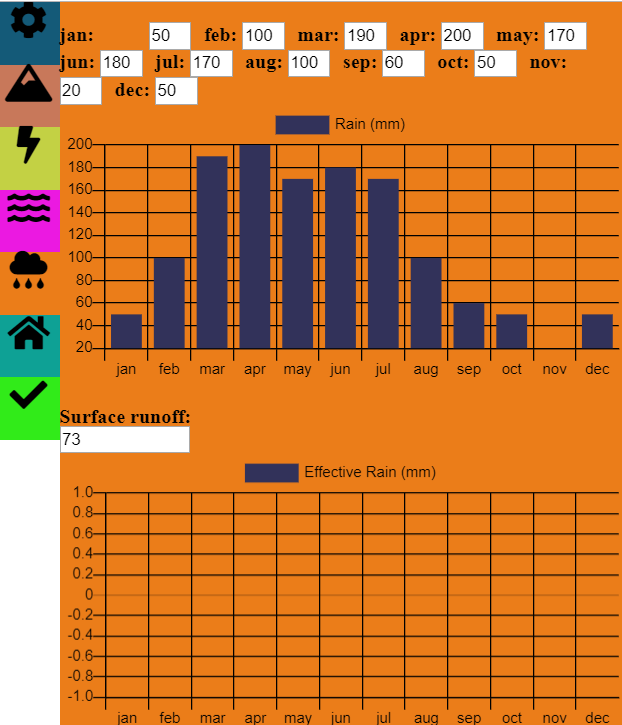 jan: 50 feb: 100 mar: 190 apr: 200 may: 170
jun: 180 jul: 170 aug: 100 sep: 60 oct: 50 nov:
20 dec: 50
Rain (mm)
200
180
160
140
120
100
80
60
40
20
jan feb mar apr may jun jul aug sep oct nov dec
Surface runoff:
73
Effective Rain (mm)
1.0
0.8
0.6
0.4
0.2
0
-0.2
-0.4
-0.6
-0.8
-1.0
jan feb mar apr may jun jul aug sep oct nov dec